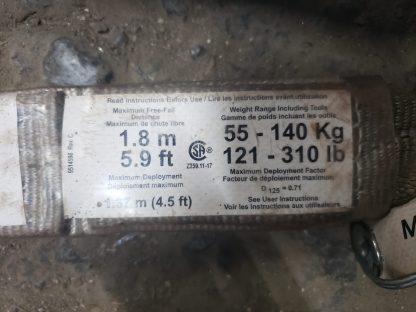 Read Instructions Before Use / Lire les instructions avant utilisation
Maximum Free-Fall
Distance
Maximum de chute libre
1.8 m
5.9 ft
Maximum Deployment
Déploiement maximum
m (4.5 ft)
Weight Range Including Tools
Gamme de poids incluant les outils
55 - 140 Kg
121 - 310 lb
Maximum Deployment Factor
Facteur de déploiement maximum
D 125 = 0.71
See User Instructions
Voir les Instructions aux utilisateurs
SA
Z259.11-17
Rev. C
M